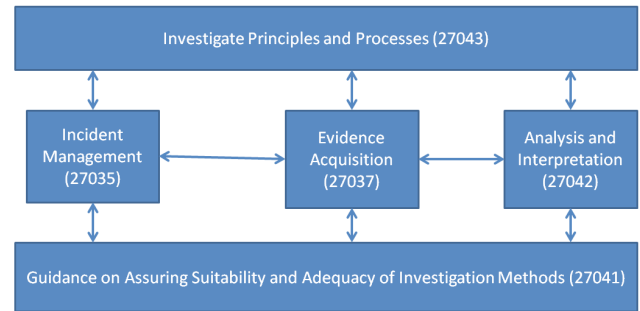 Investigate Principles and Processes (27043)
Incident
Management
(27035)
Evidence
Acquisition
(27037)
Analysis and
Interpretation
(27042)
Guidance on Assuring Suitability and Adequacy of Investigation Methods (27041)